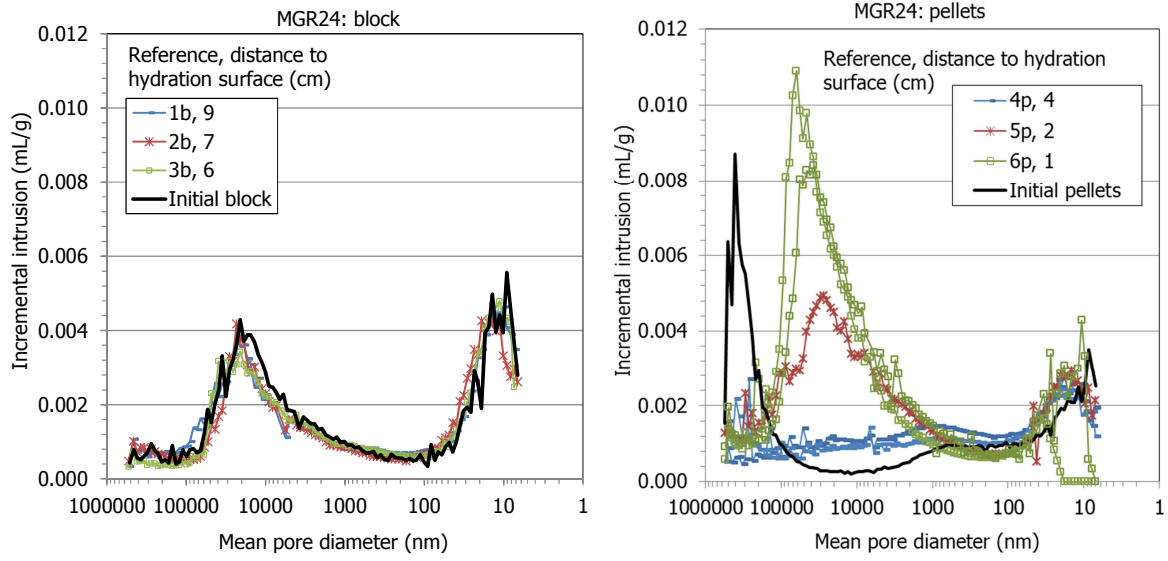 MGR24: block
Incremental intrusion (mL/g)
0.012
0.010
0.008
0.006
0.004
0.002
0.000
Reference, distance to
hydration surface (cm)
1b, 9
2b, 7
3b, 6
Initial block
1000000 100000 10000 1000 100 10 1
Mean pore diameter (nm)
MGR24: pellets
Incremental intrusion (mL/g)
0.012
0.010
0.008
0.006
0.004
0.002
0.000
Reference, distance to hydration
surface (cm)
4p, 4
5p, 2
6p, 1
Initial pellets
1000000 100000 10000 1000 100 10 1
Mean pore diameter (nm)